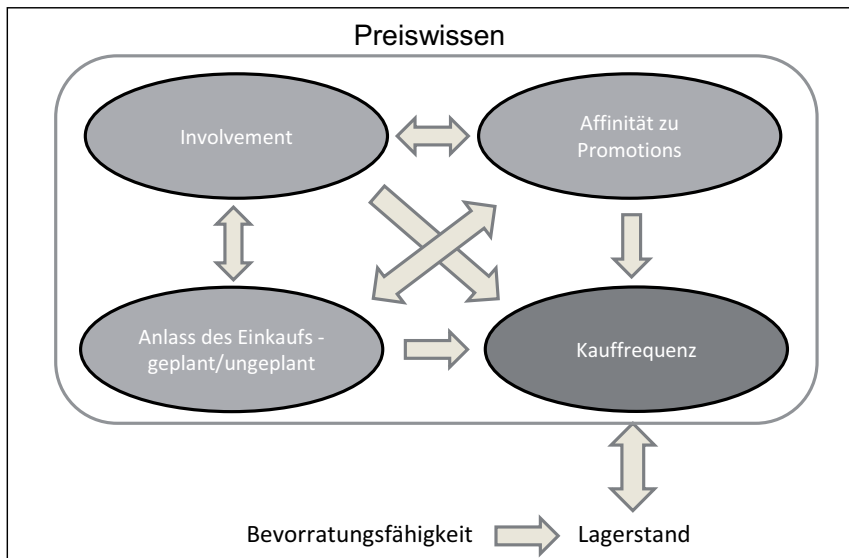 Preiswissen
Involvement
Affinität zu
Promotions
Anlass des Einkaufs -
geplant/ungeplant
Kauffrequenz
Bevorratungsfähigkeit
Lagerstand